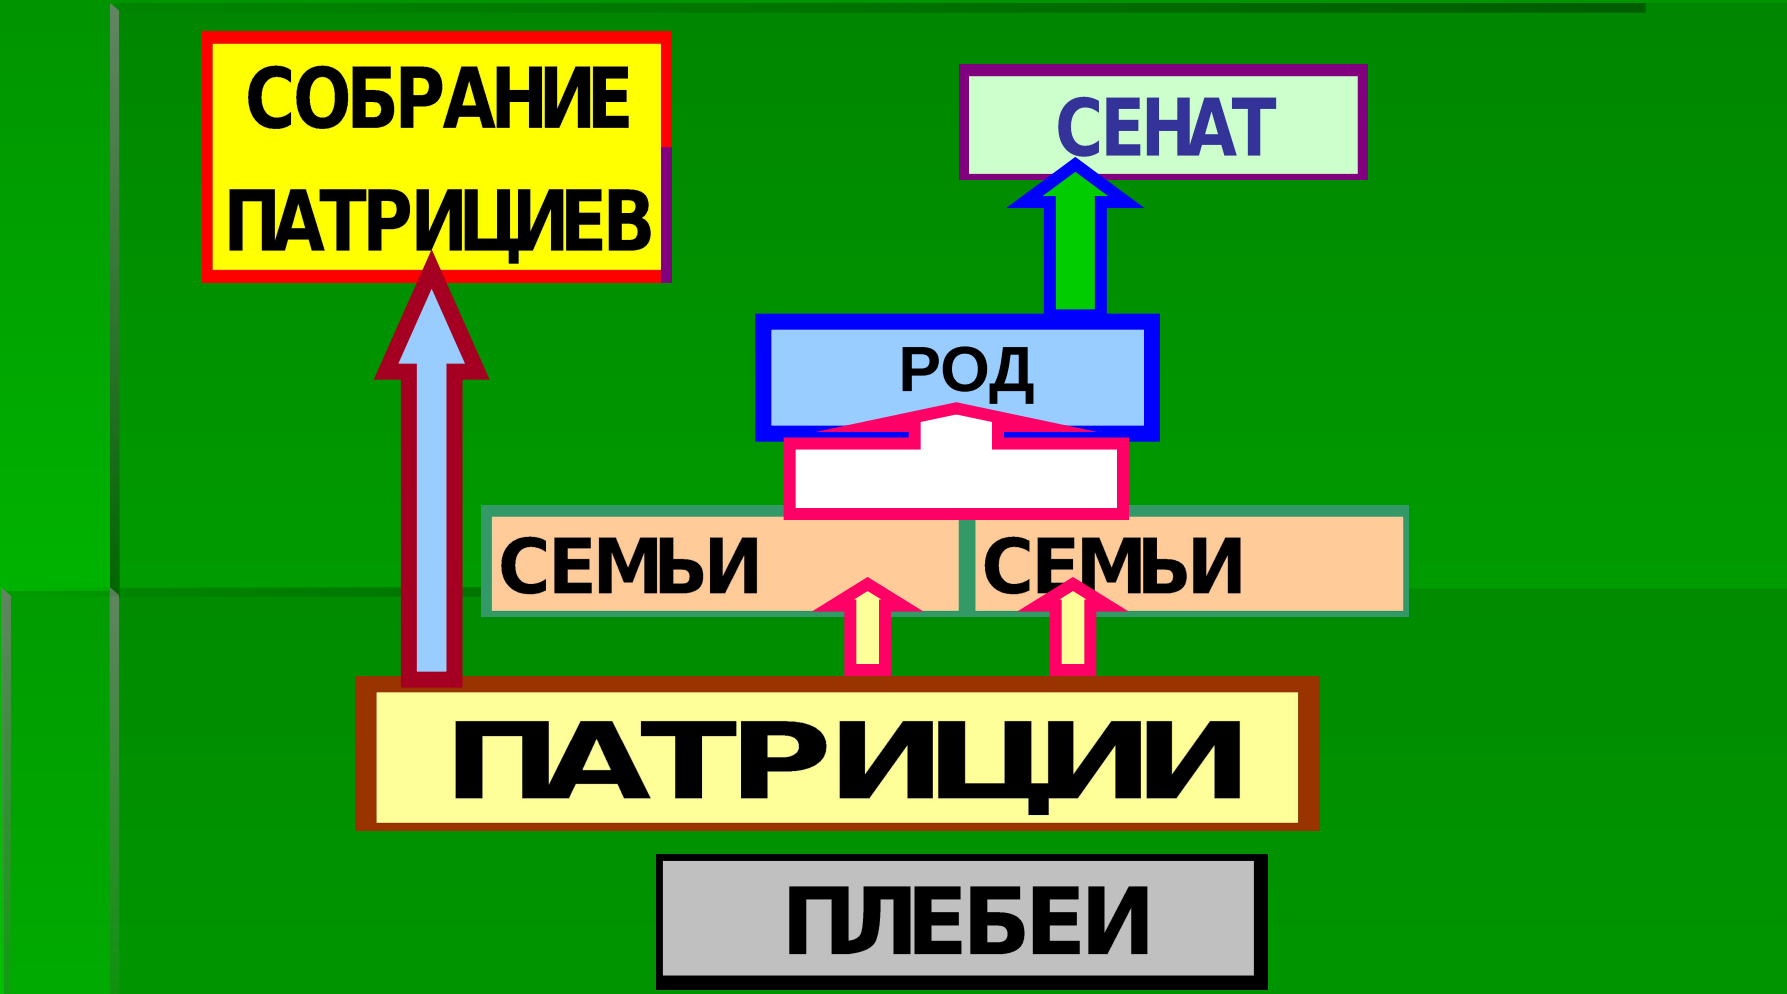 СОБРАНИЕ
ПАТРИЦИЕВ
СЕНАТ
РОД
СЕМЬИ
СЕМЬИ
ПАТРИЦИИ
ПЛЕБЕИ